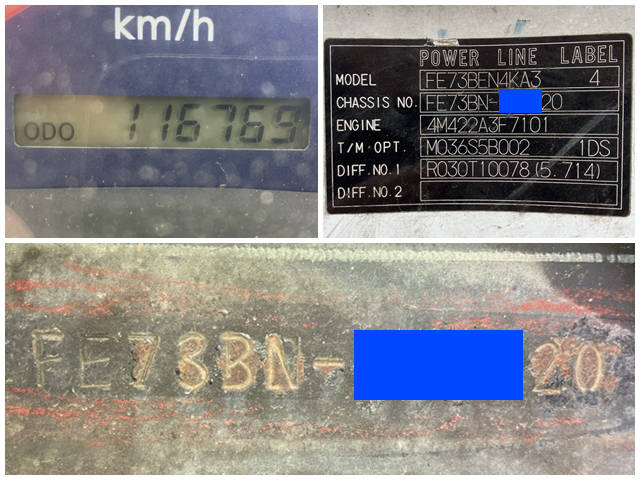 km/h
ODO 116769
POWER LINE LABEL
MODEL FE73BEN4KA3 4
CHASSIS NO. FE73BN- 20
ENGINE 4M422A3F7101
T/M·OPT. M036S5B002 1DS
DIFF.NO.1 R030T10078(5.714)
DIFF.NO.2
FE73BN- 20